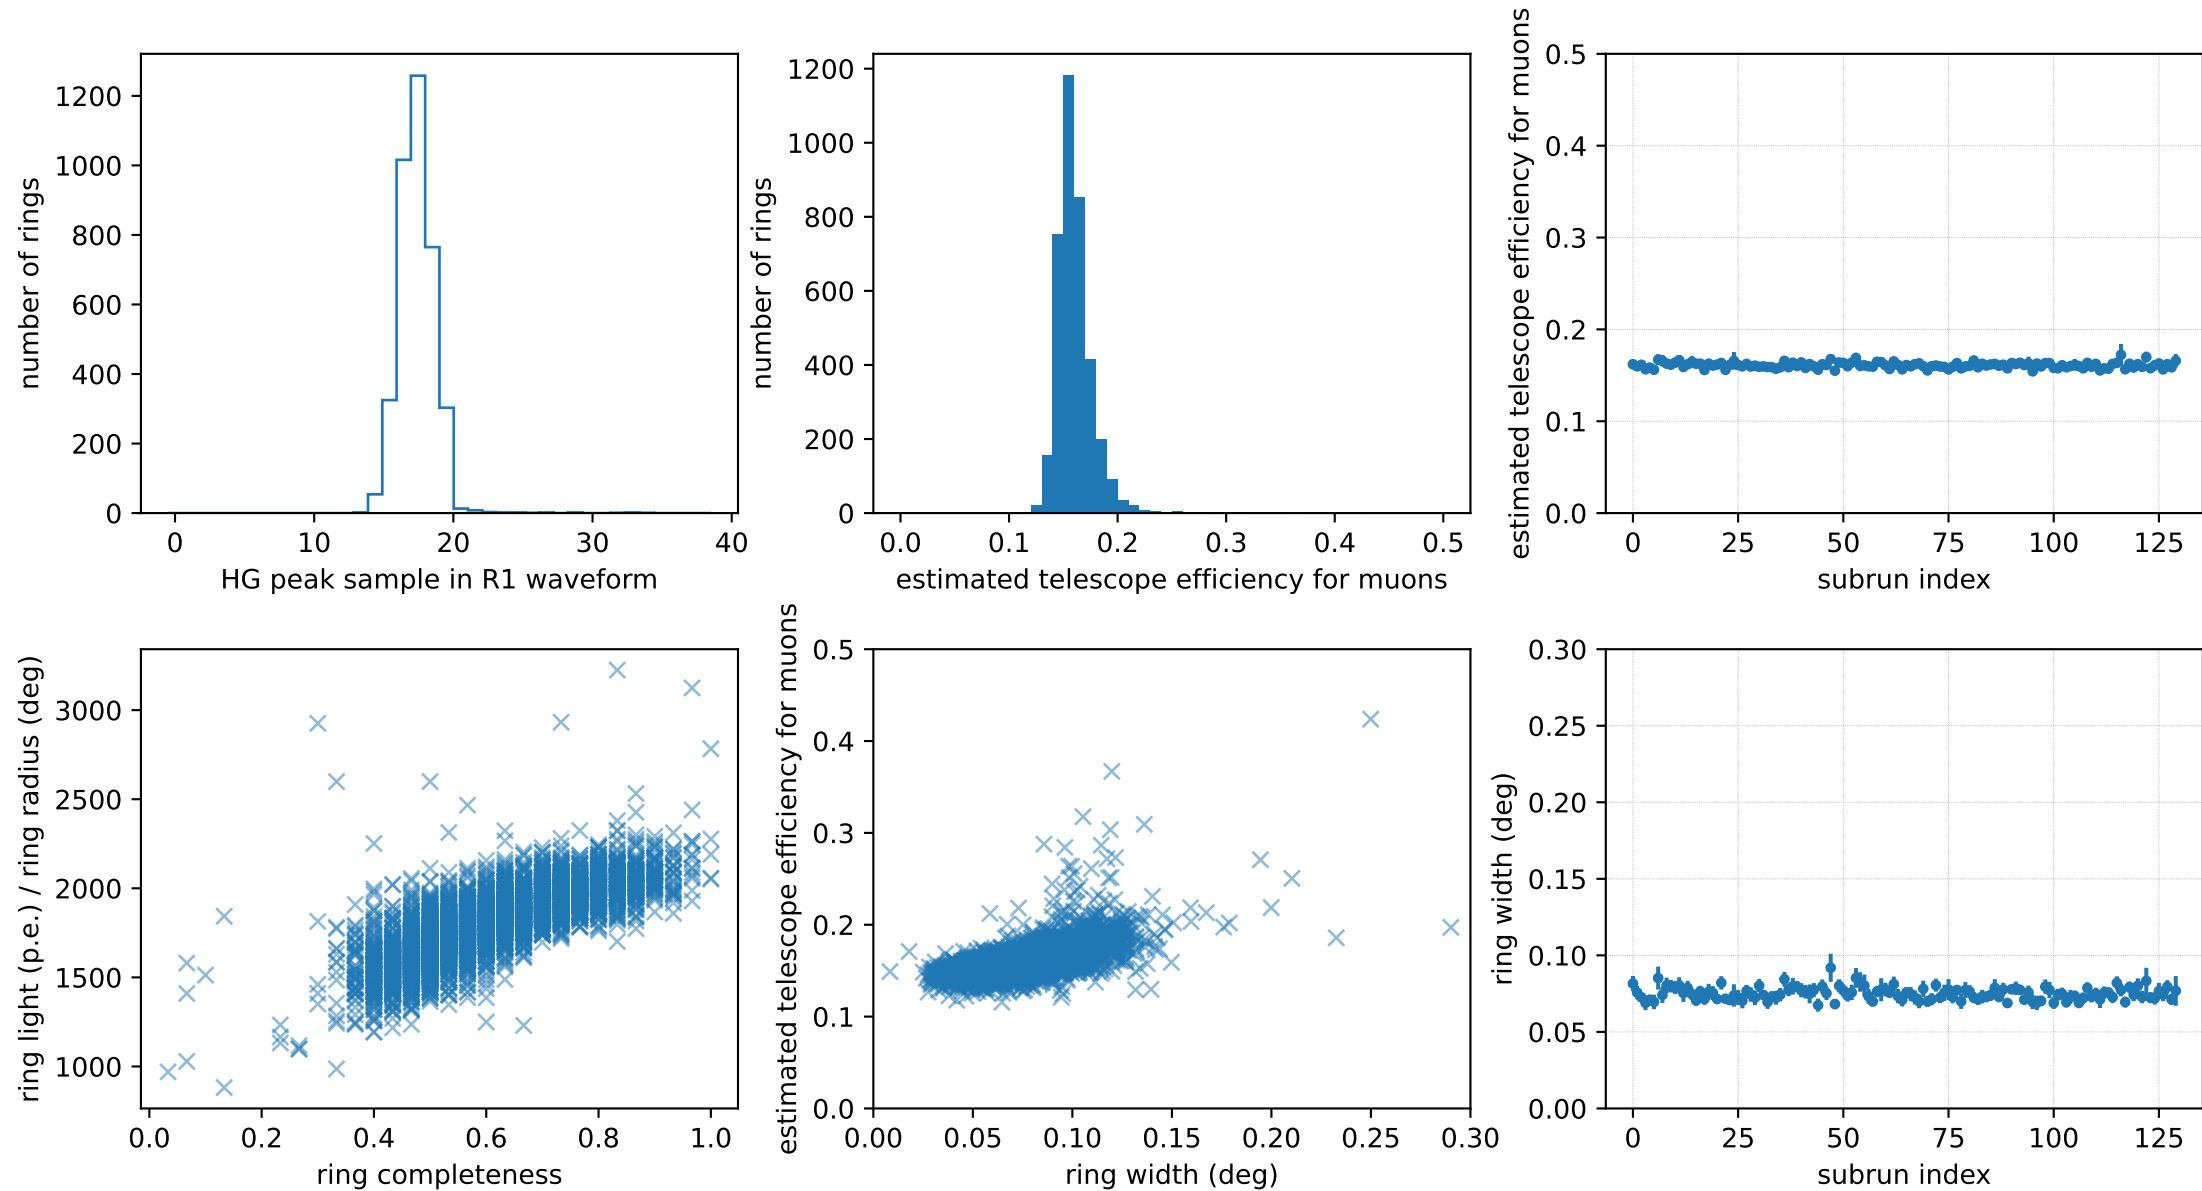 number of rings
1200
1000
800
600
400
200
0
0 10 20 30 40
HG peak sample in R1 waveform
number of rings
1200
1000
800
600
400
200
0
0.0 0.1 0.2 0.3 0.4 0.5
estimated telescope efficiency for muons
estimated telescope efficiency for muons
0.5
0.4
0.3
0.2
0.1
0.0
0 25 50 75 100 125
subrun index
ring light (p.e.) / ring radius (deg)
3000
2500
2000
1500
1000
0.0 0.2 0.4 0.6 0.8 1.0
ring completeness
estimated telescope efficiency for muons
0.5
0.4
0.3
0.2
0.1
0.0
0.00 0.05 0.10 0.15 0.20 0.25 0.30
ring width (deg)
ring width (deg)
0.30
0.25
0.20
0.15
0.10
0.05
0.00
0 25 50 75 100 125
subrun index